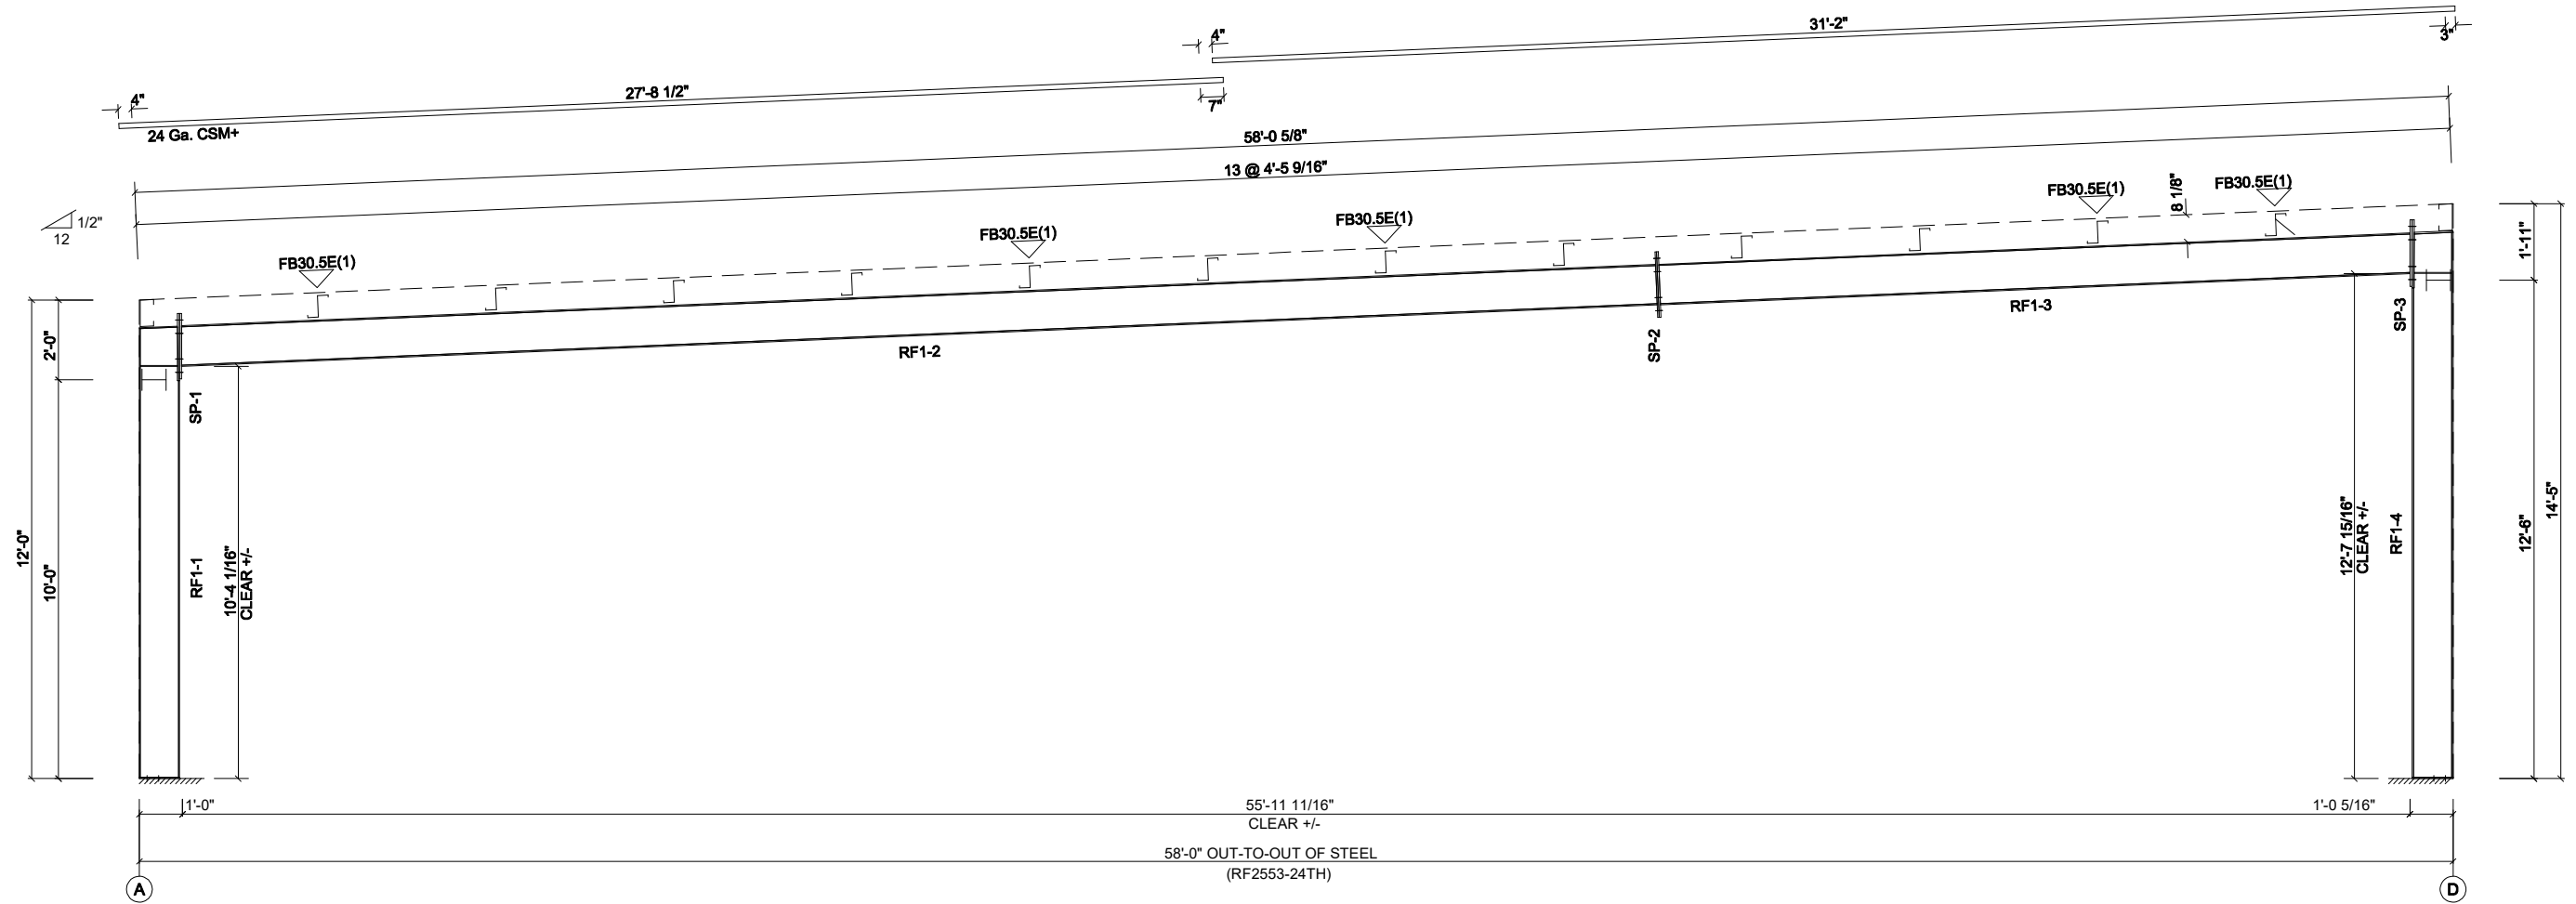 31'-2"
4"
3"
27'-8 1/2"
4"
7"
24 Ga. CSM+
58'-0 5/8"
13 @ 4'-5 9/16"
1/2"
12
FB30.5E(1)
FB30.5E(1)
FB30.5E(1)
FB30.5E(1)
FB30.5E(1)
8 1/8"
1'-11"
2'-0"
SP-1
RF1-2
SP-2
RF1-3
SP-3
12'-0"
10'-0"
RF1-1
10'-4 1/16"
CLEAR +/-
12'-7 15/16"
CLEAR +/-
RF1-4
12'-6"
14'-5"
1'-0"
55'-11 11/16"
CLEAR +/-
1'-0 5/16"
58'-0" OUT-TO-OUT OF STEEL
(RF2553-24TH)
A
D